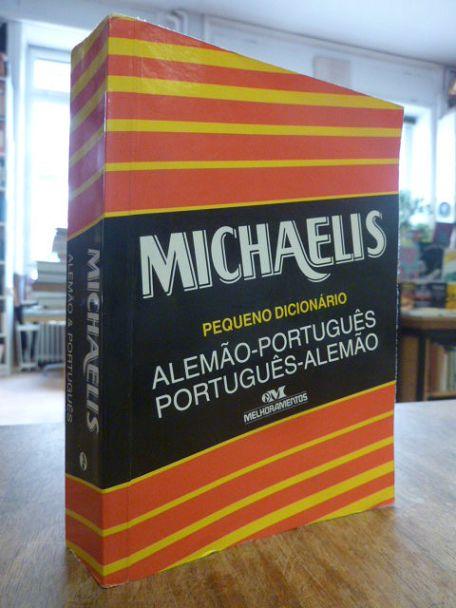 MICHAELIS
PEQUENO DICIONÁRIO
ALEMÃO-PORTUGUÊS
PORTUGUÊS-ALEMÃO
MELHORAMENTOS
MICHAELIS
ALEMÃO & PORTUGUÊS